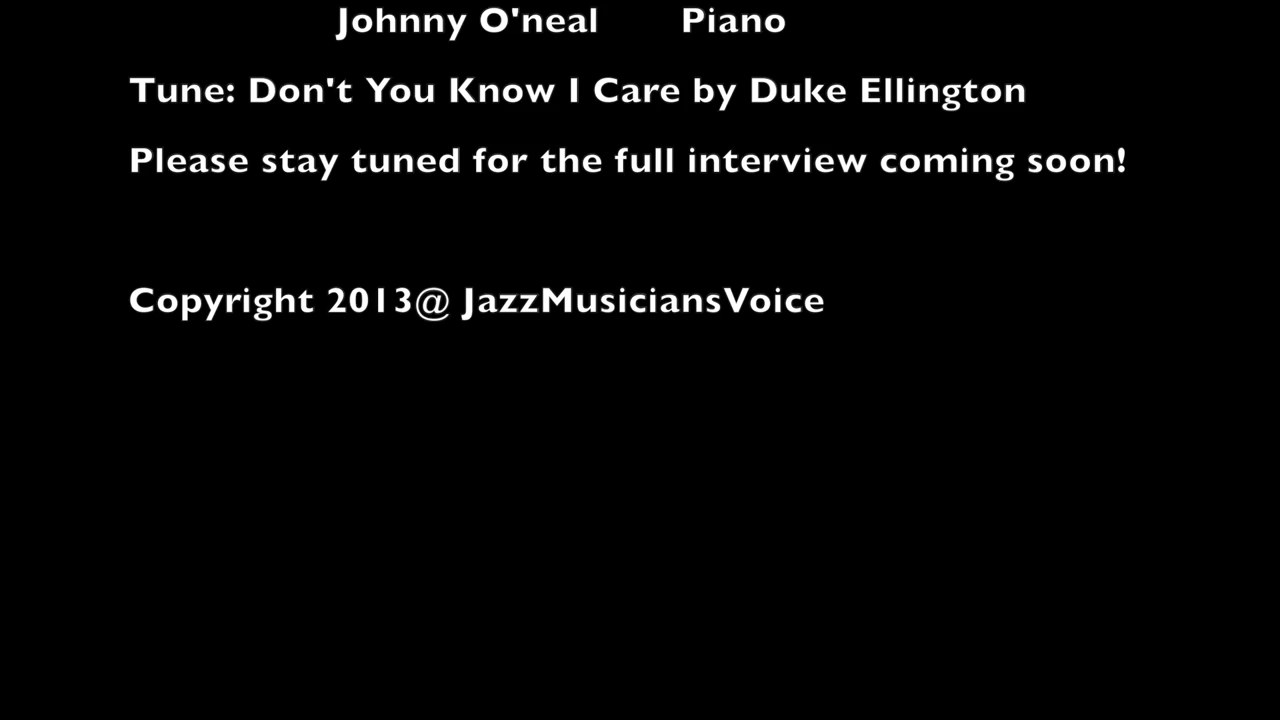 Johnny O'neal Piano
Tune: Don't You Know I Care by Duke Ellington
Please stay tuned for the full interview coming soon!
Copyright 2013@ JazzMusiciansVoice